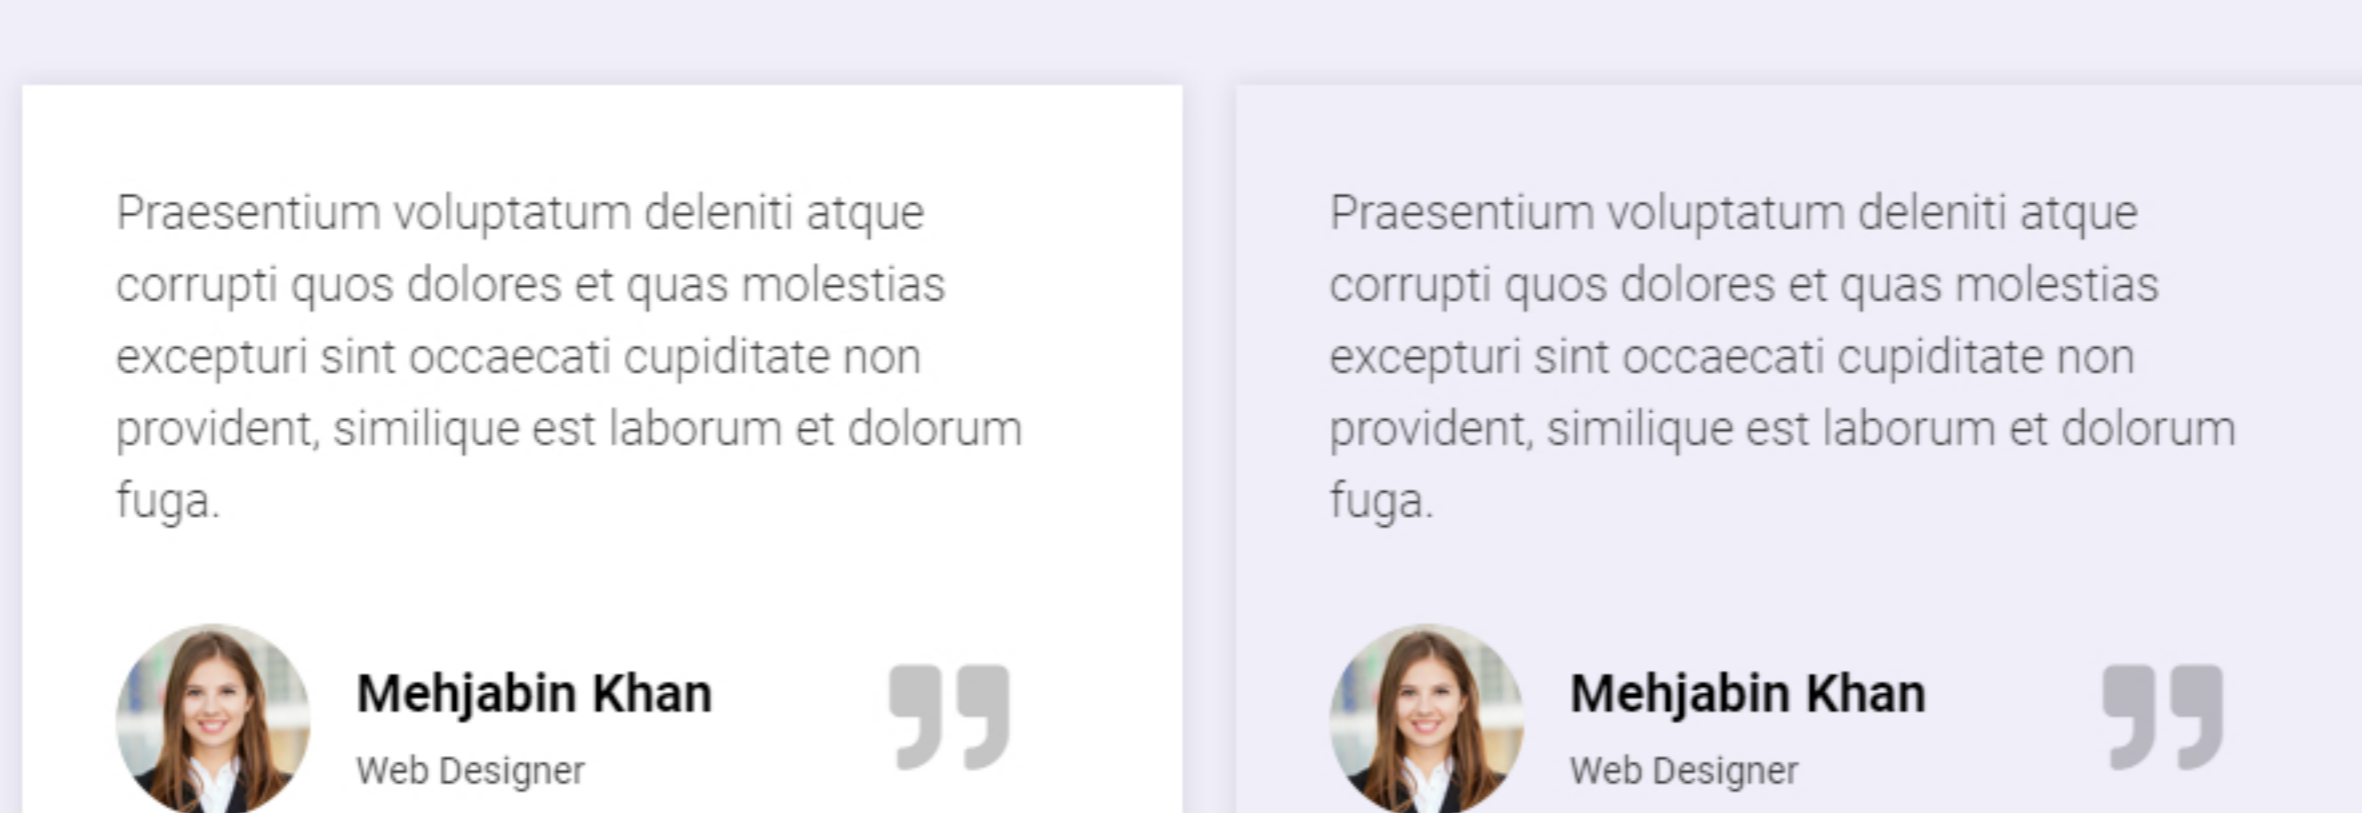 Praesentium voluptatum deleniti atque
corrupti quos dolores et quas molestias
excepturi sint occaecati cupiditate non
provident, similique est laborum et dolorum
fuga.
Mehjabin Khan
Web Designer
Praesentium voluptatum deleniti atque
corrupti quos dolores et quas molestias
excepturi sint occaecati cupiditate non
provident, similique est laborum et dolorum
fuga.
Mehjabin Khan
Web Designer